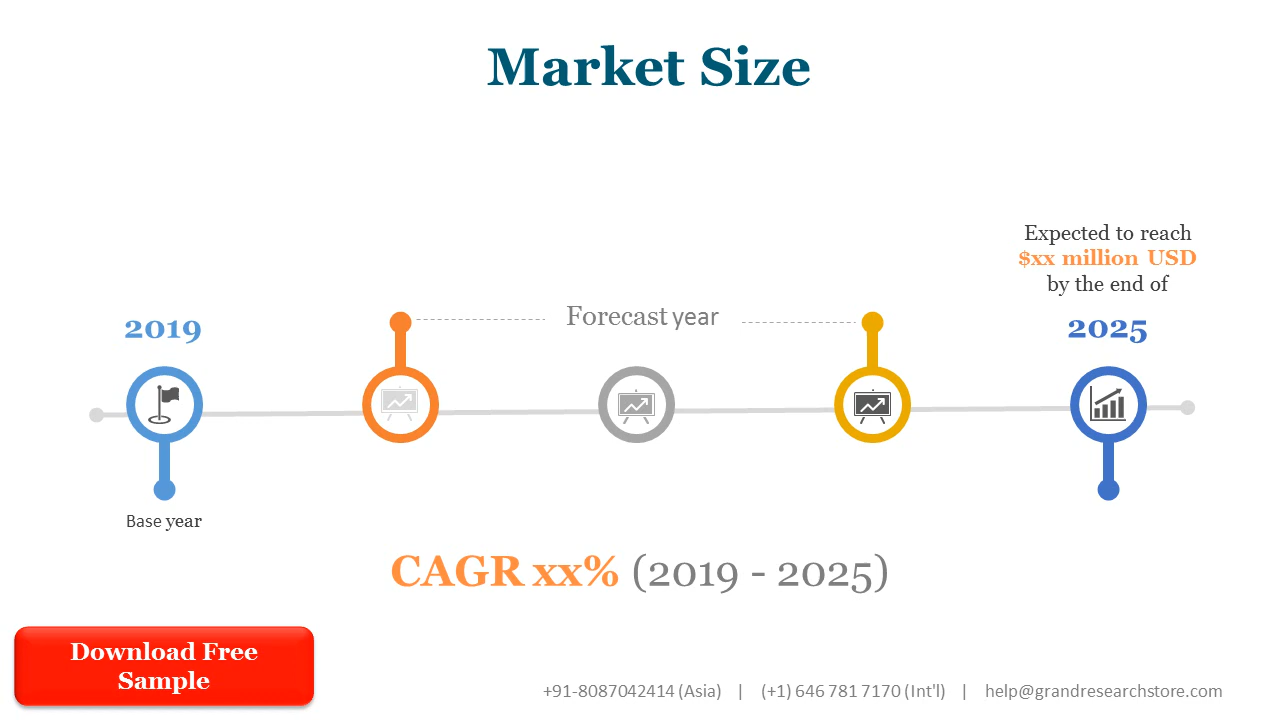 Market Size
Expected to reach
$xx million USD
by the end of
2025
2019
Forecast year
Base year
CAGR xx% (2019 - 2025)
Download Free
Sample
+91-8087042414 (Asia) | (+1) 646 781 7170 (Int'l) | help@grandresearchstore.com